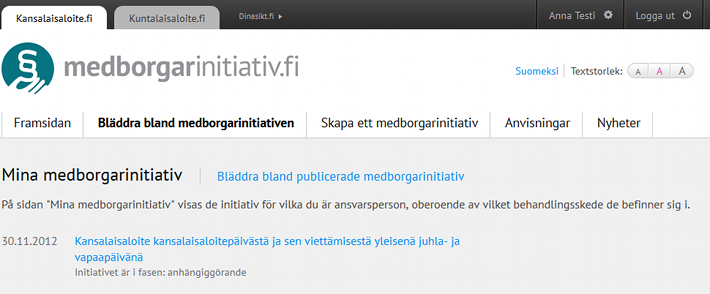 Kansalaisaloite.fi Kuntalaisaloite.fi Dinasikt.fi Anna Testi Logga ut
medborgarinitiativ.fi
Suomeksi Textstorlek: A A A
Framsidan Bläddra bland medborgarinitiativen Skapa ett medborgarinitiativ Anvisningar Nyheter
Mina medborgarinitiativ Bläddra bland publicerade medborgarinitiativ
På sidan "Mina medborgarinitiativ" visas de initiativ för vilka du är ansvarsperson, oberoende av vilket behandlingsskede de befinner sig i.
30.11.2012 Kansalaisaloite kansalaisaloitepäivästä ja sen viettämisestä yleisenä juhla- ja
vapaapäivänä
Initiativet är i fasen: anhängiggörande